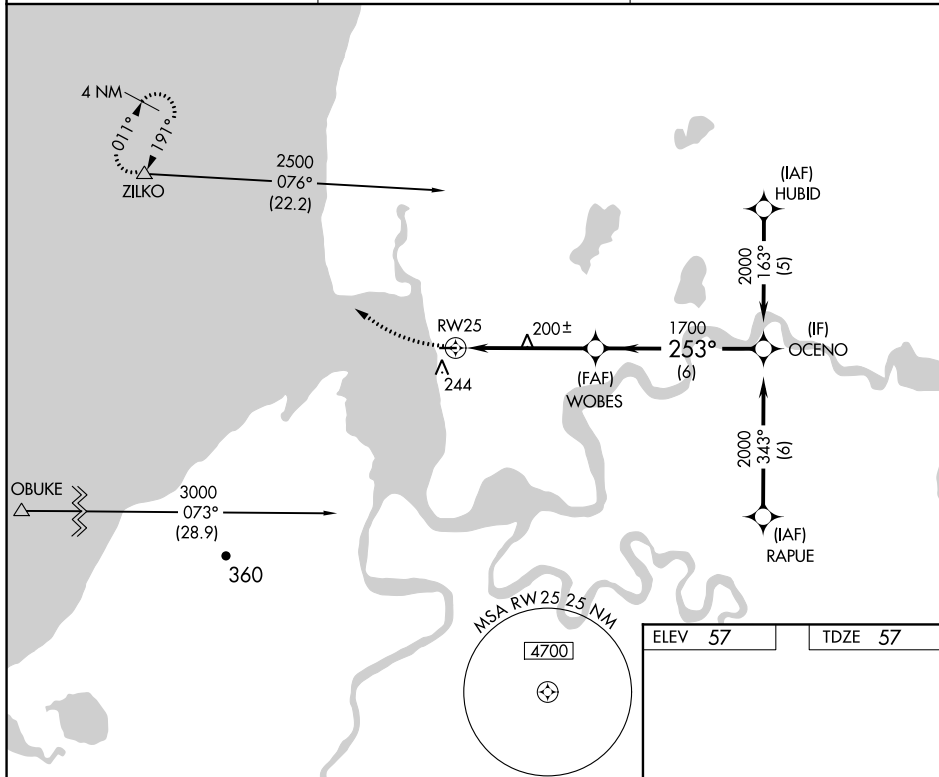 4 NM
011°
191°
ZILKO
2500
076°
(22.2)
(IAF)
HUBID
2000
163°
(5)
RW25
200±
1700
253°
(6)
(IF)
OCENO
(FAF)
WOBES
244
2000
343°
(6)
OBUKE
3000
073°
(28.9)
360
(IAF)
RAPUE
MSA RW25 25 NM
4700
ELEV 57
TDZE 57